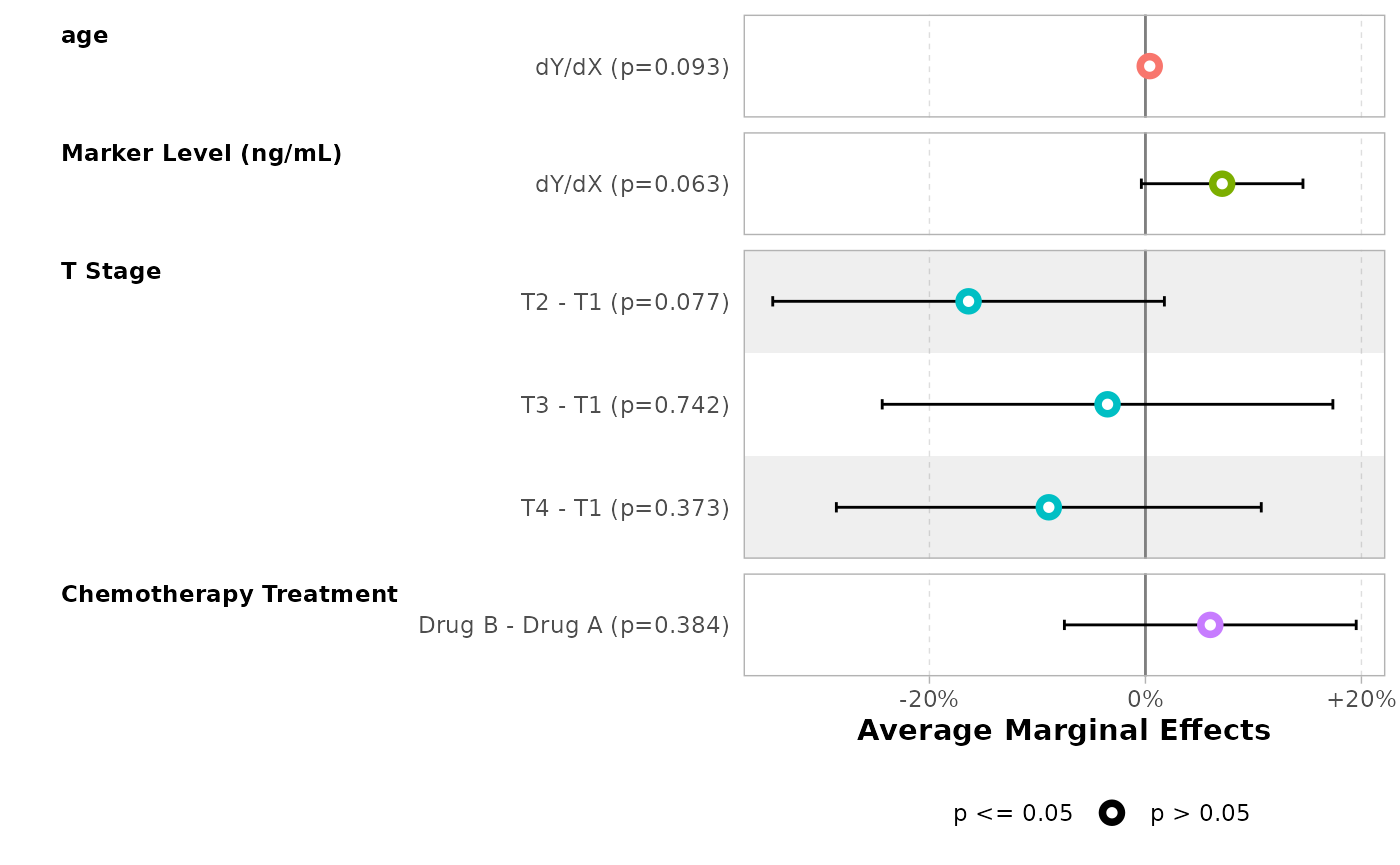 age
dY/dX (p=0.093)
Marker Level (ng/mL)
dY/dX (p=0.063)
T Stage
T2 - T1 (p=0.077)
T3 - T1 (p=0.742)
T4 - T1 (p=0.373)
Chemotherapy Treatment
Drug B - Drug A (p=0.384)
-20% 0% +20%
Average Marginal Effects
p <= 0.05 p > 0.05